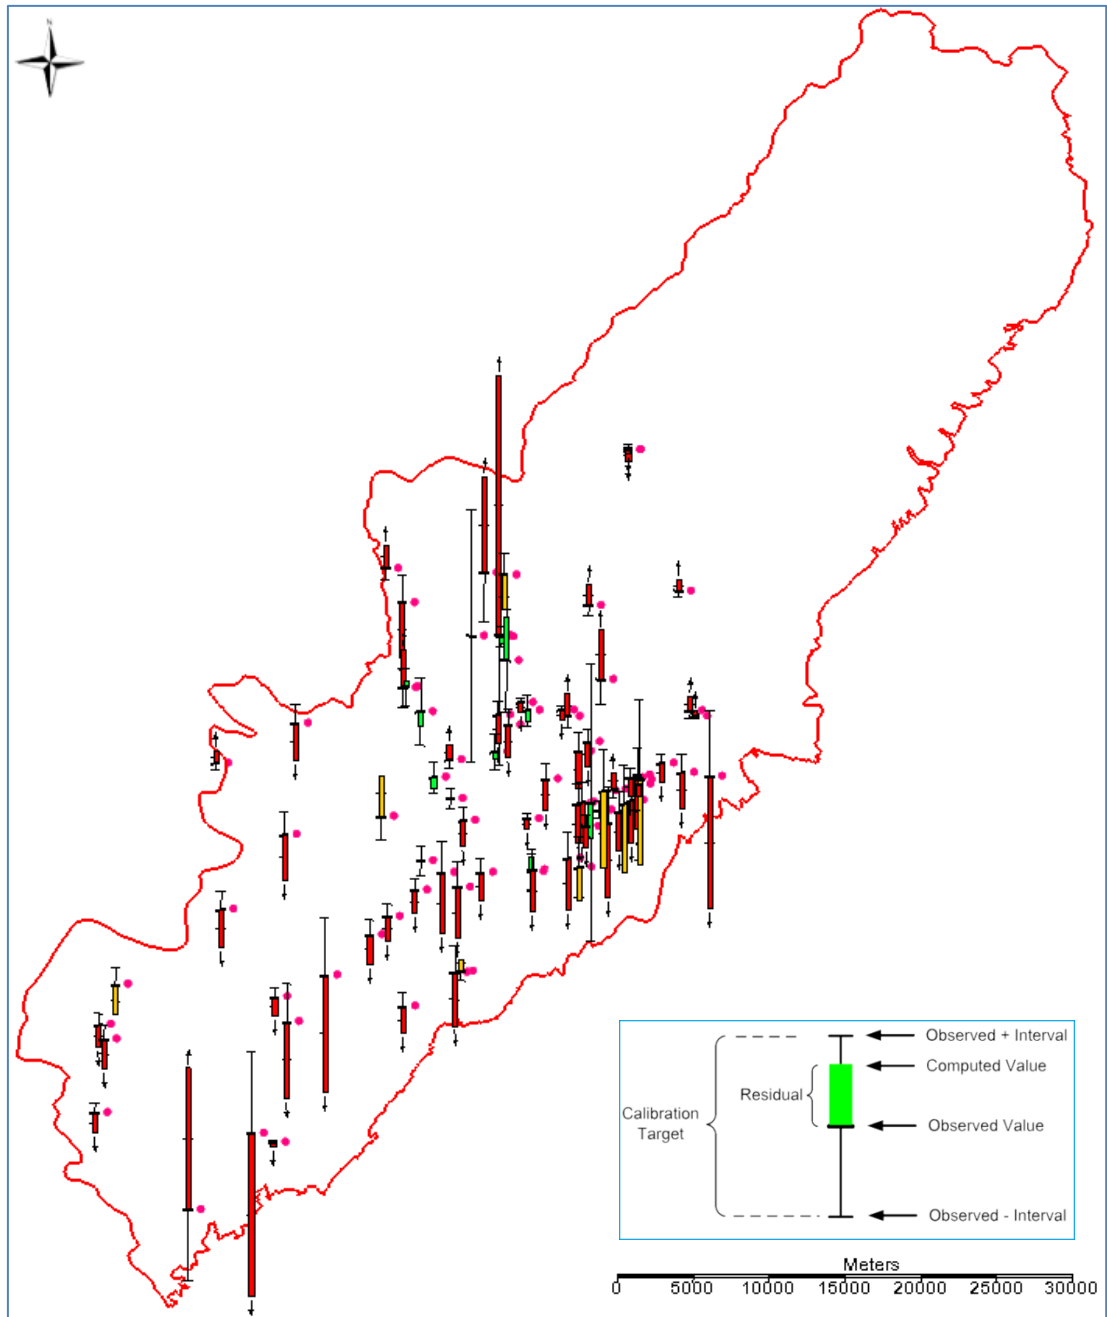 N
Observed + Interval
Computed Value
Residual
Calibration
Target
Observed Value
Observed - Interval
Meters
0 5000 10000 15000 20000 25000 30000